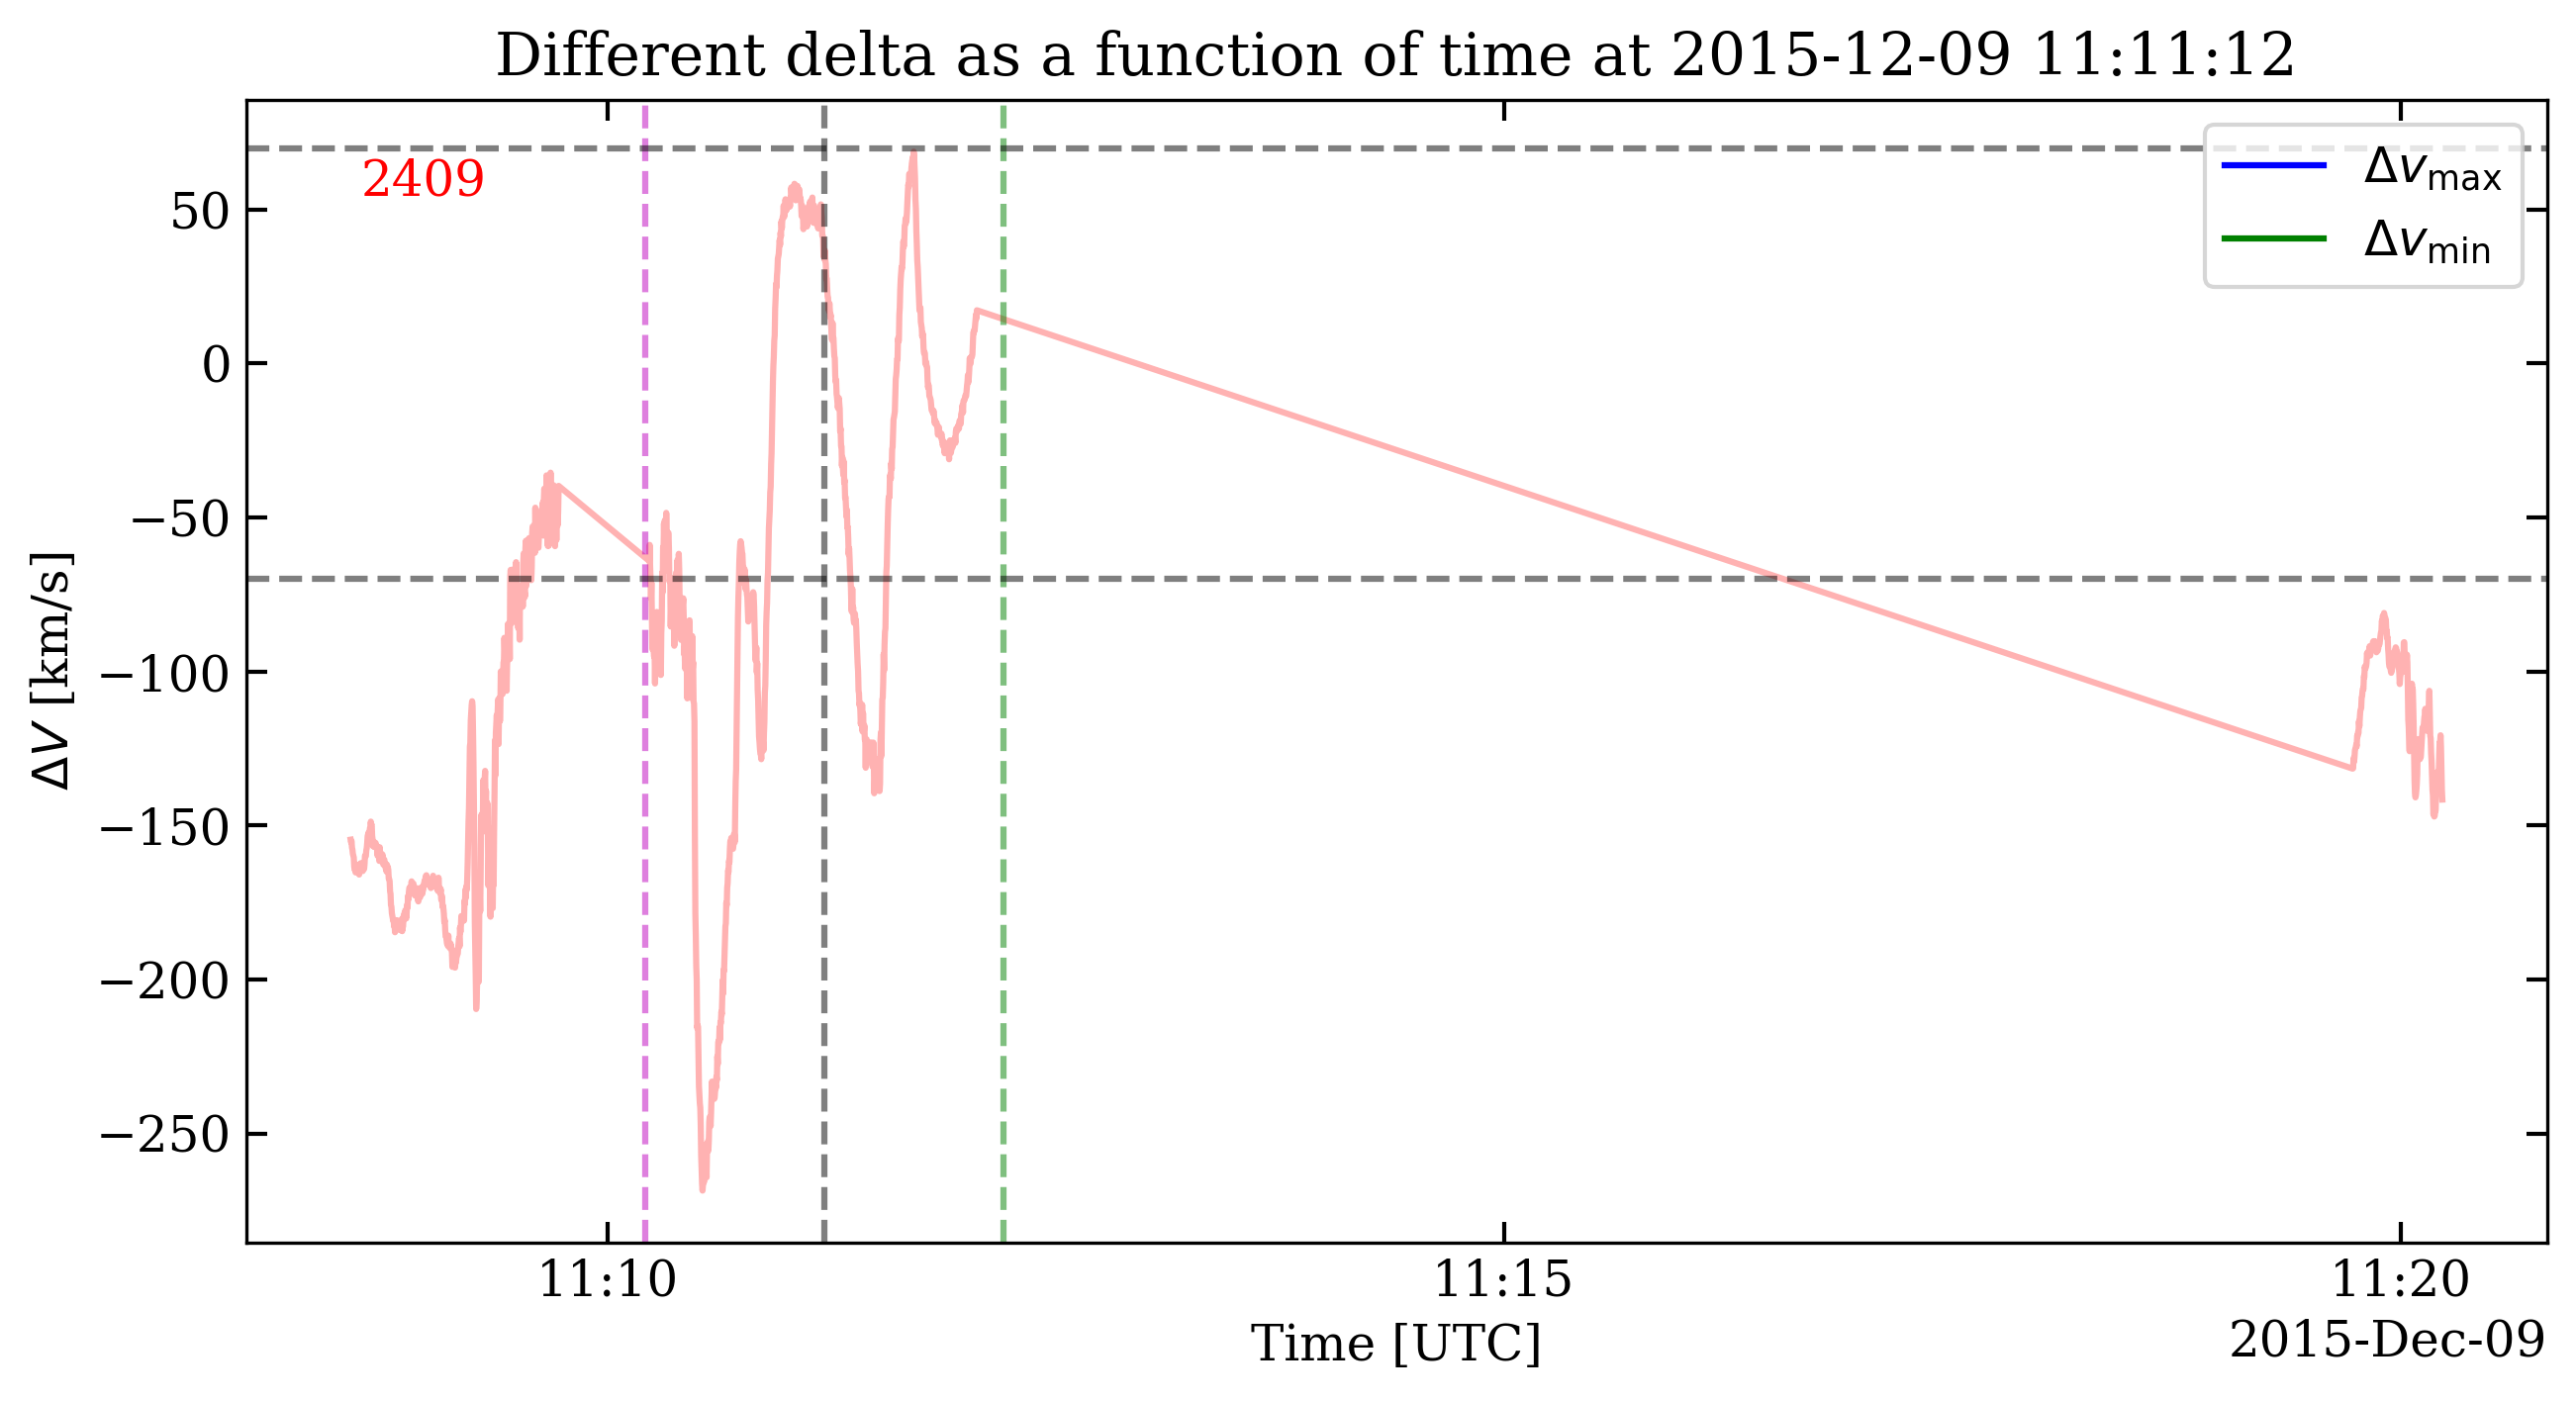 Different delta as a function of time at 2015-12-09 11:11:12
2409
Δv_max
Δv_min
50
0
−50
−100
−150
−200
−250
ΔV [km/s]
11:10
11:15
11:20
Time [UTC]
2015-Dec-09